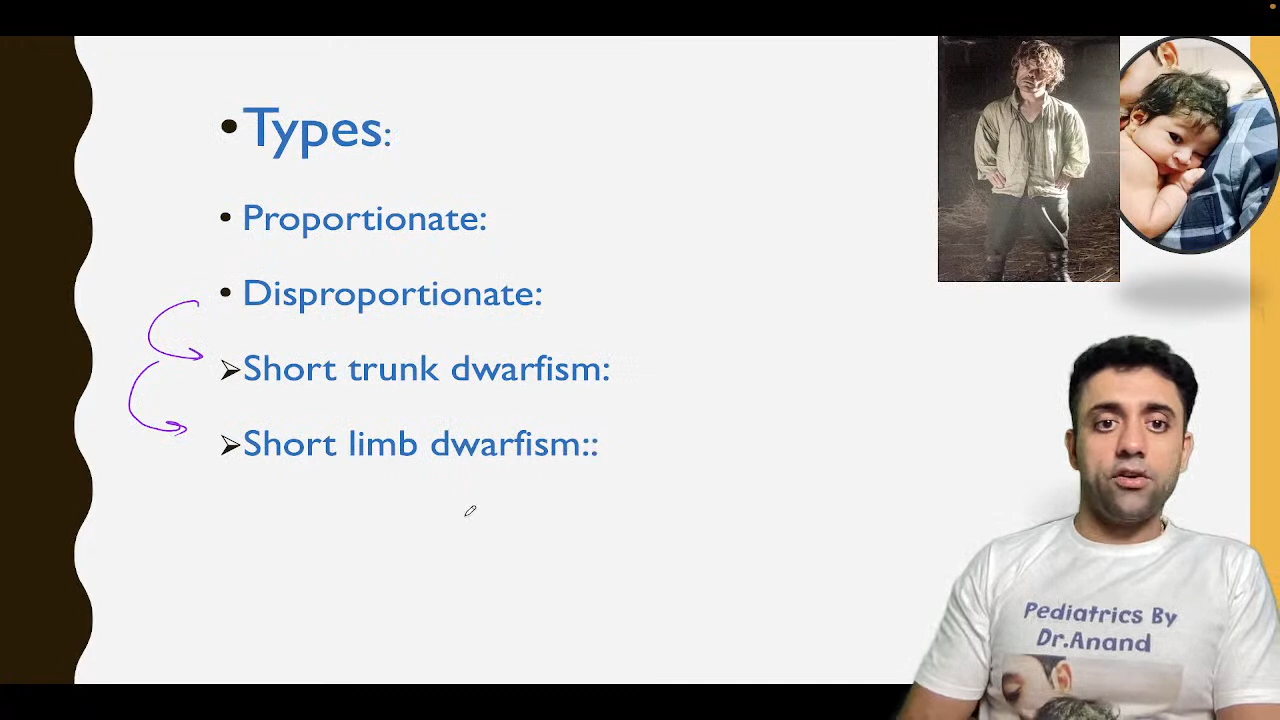 •Types:
• Proportionate:
• Disproportionate:
➢Short trunk dwarfism:
➢Short limb dwarfism::
Pediatrics By
Dr.Anand